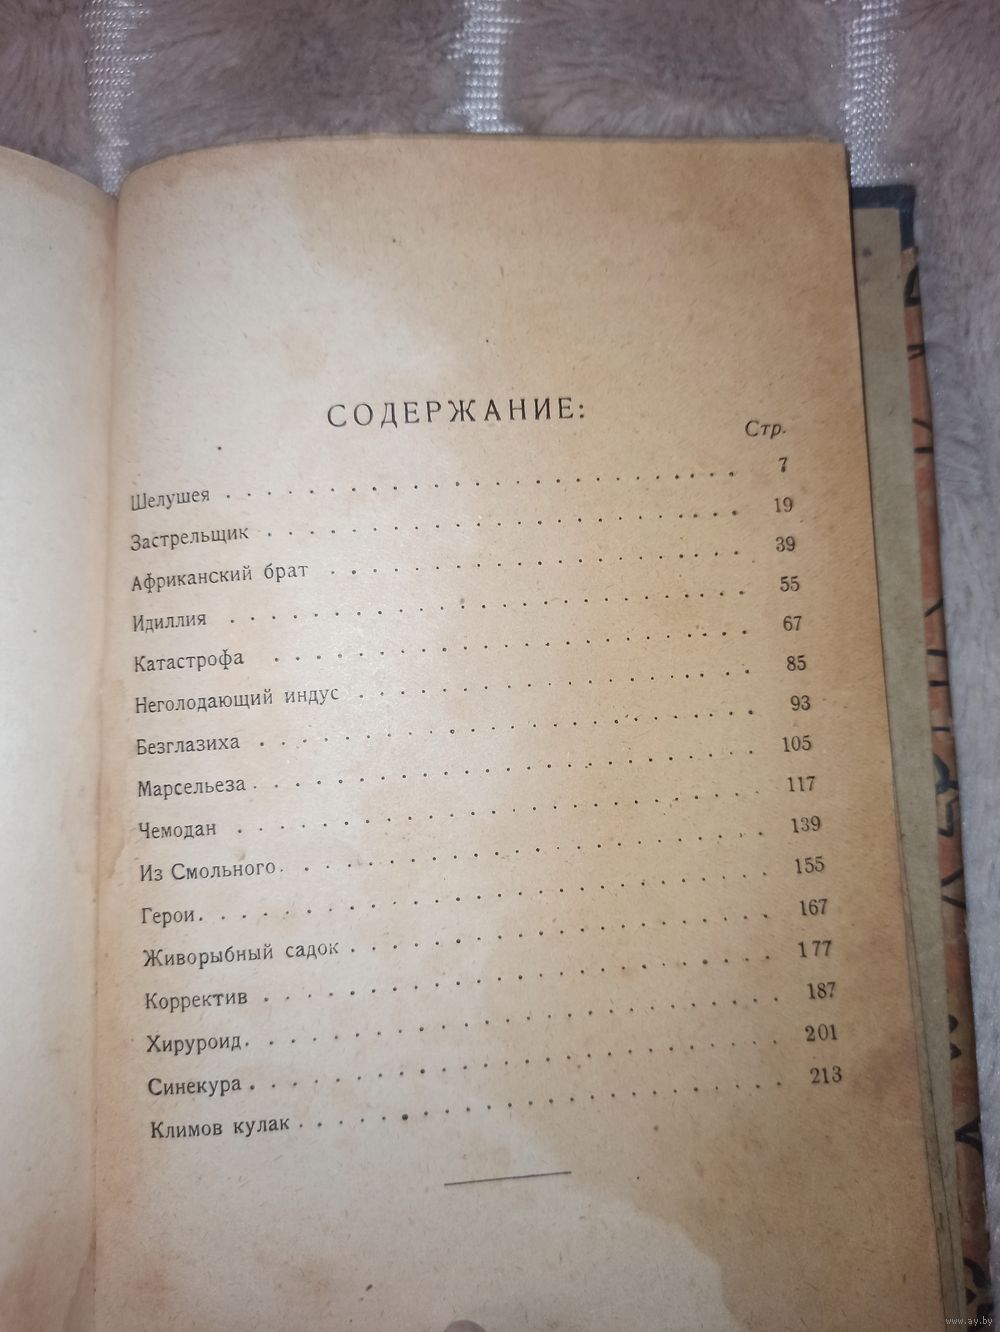 СОДЕРЖАНИЕ:
Стр.
Шелушея 7
Застрельщик 19
Африканский брат 39
Идиллия 55
Катастрофа 67
Неголодающий индус 85
Безглазиха 93
Марсельеза 105
Чемодан 117
Из Смольного 139
Герои 155
Живорыбный садок 167
Корректив 177
Хируроид 187
Синекура 201
Климов кулак 213
www.ay.by